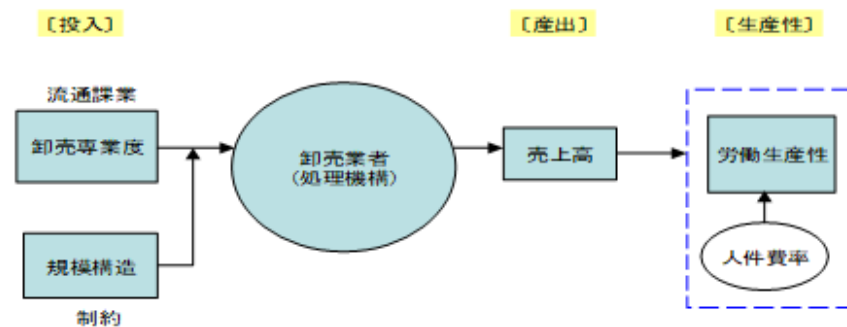 〔投入〕
〔産出〕
〔生産性〕
流通課業
卸売専業度
卸売業者
(処理機構)
売上高
労働生産性
規模構造
人件費率
制約